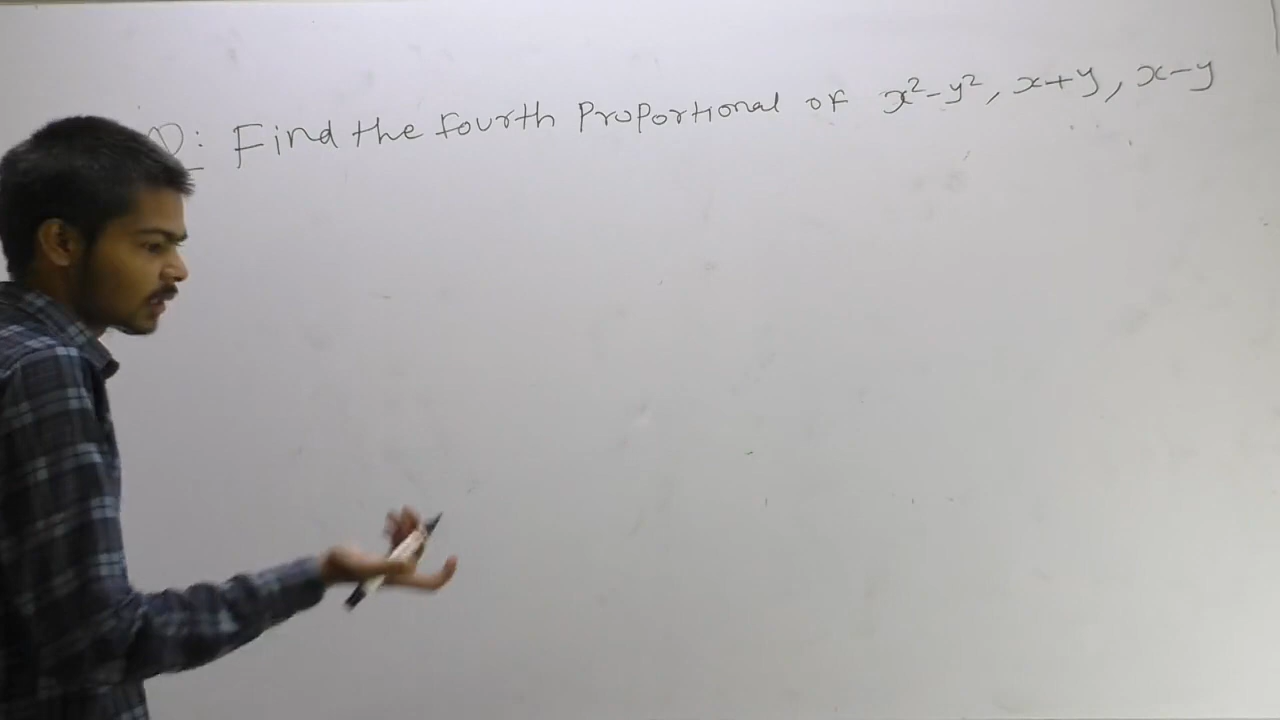 Q: Find the fourth Proportional of x²-y², x+y, x-y